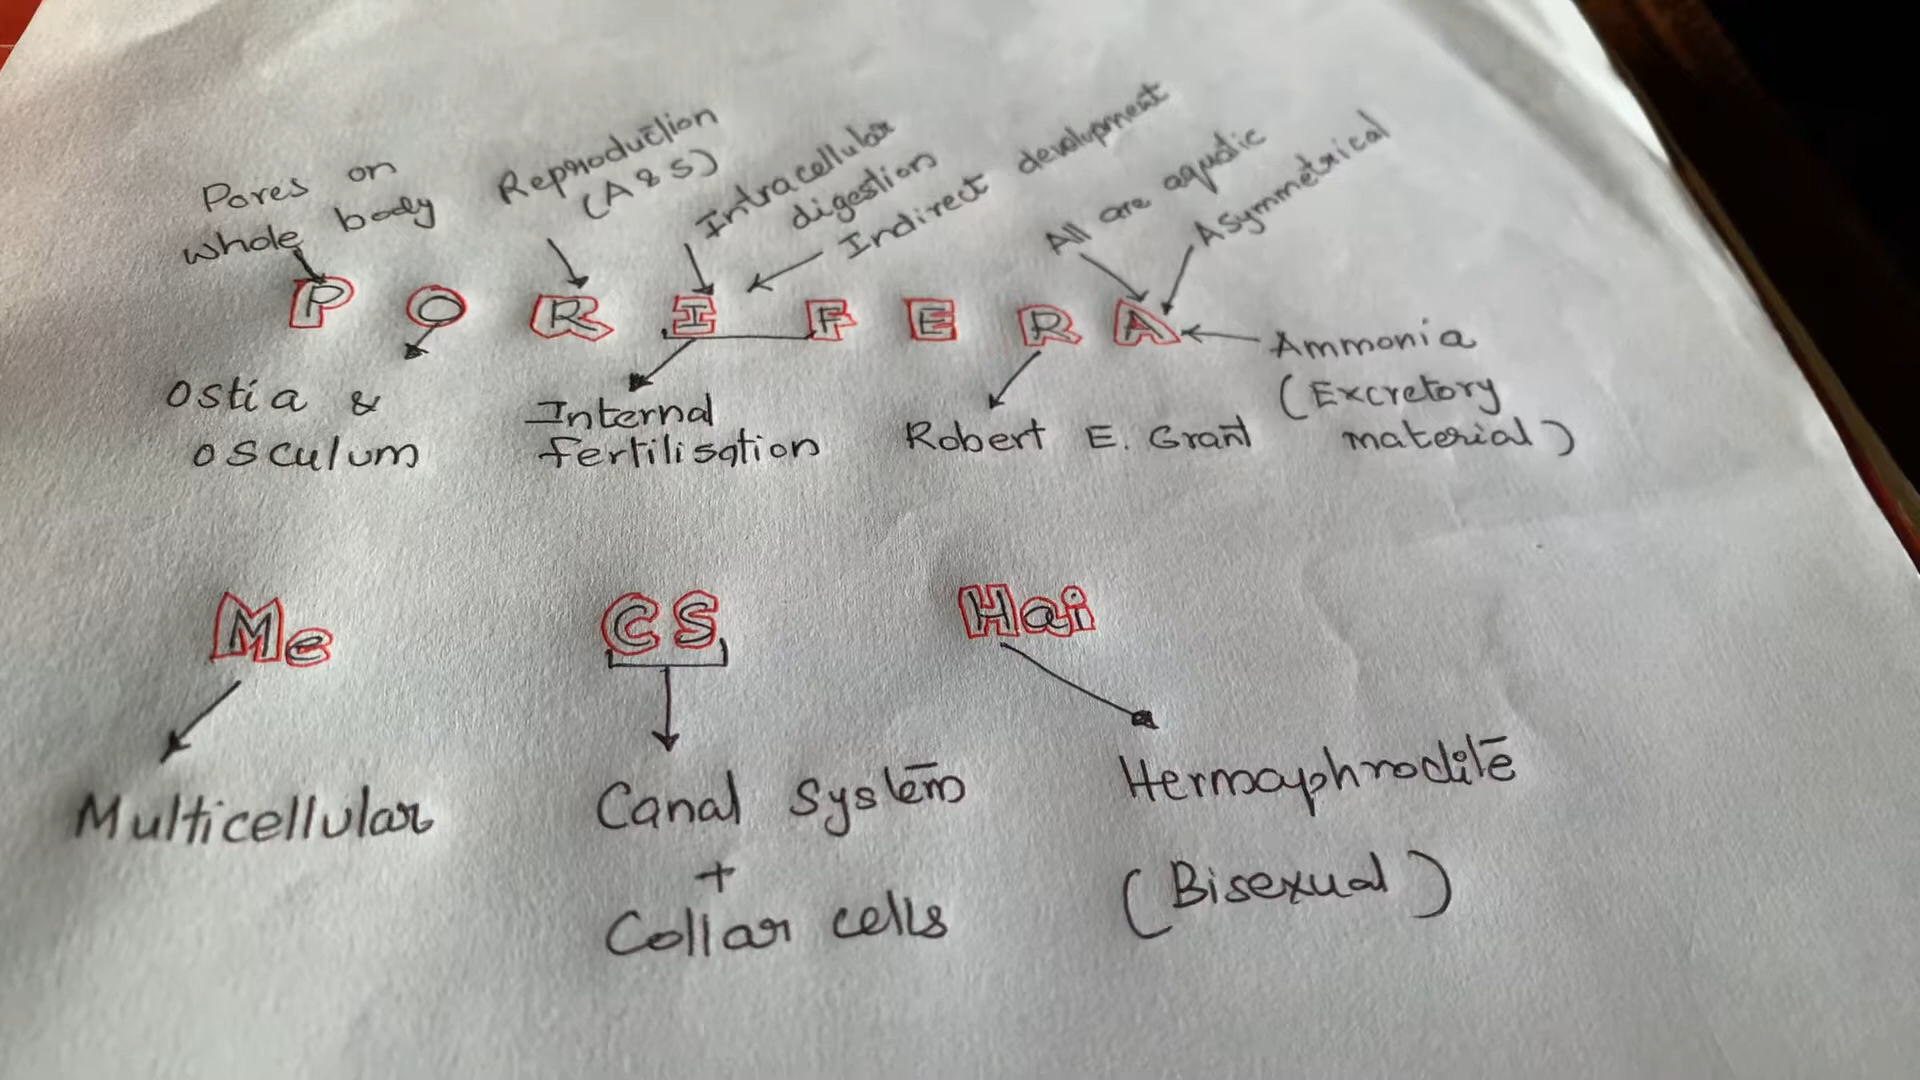 Pores on
whole body
Reproduction
(A & S)
Intracellular
digestion
Indirect development
All are aquatic
Asymmetrical
P O R I F E R A
Ostia &
osculum
Internal
fertilisation
Robert E. Grant
Ammonia
(Excretory
material)
Me CS Hai
Multicellular
Canal System
+
Collar cells
Hermaphrodite
(Bisexual)